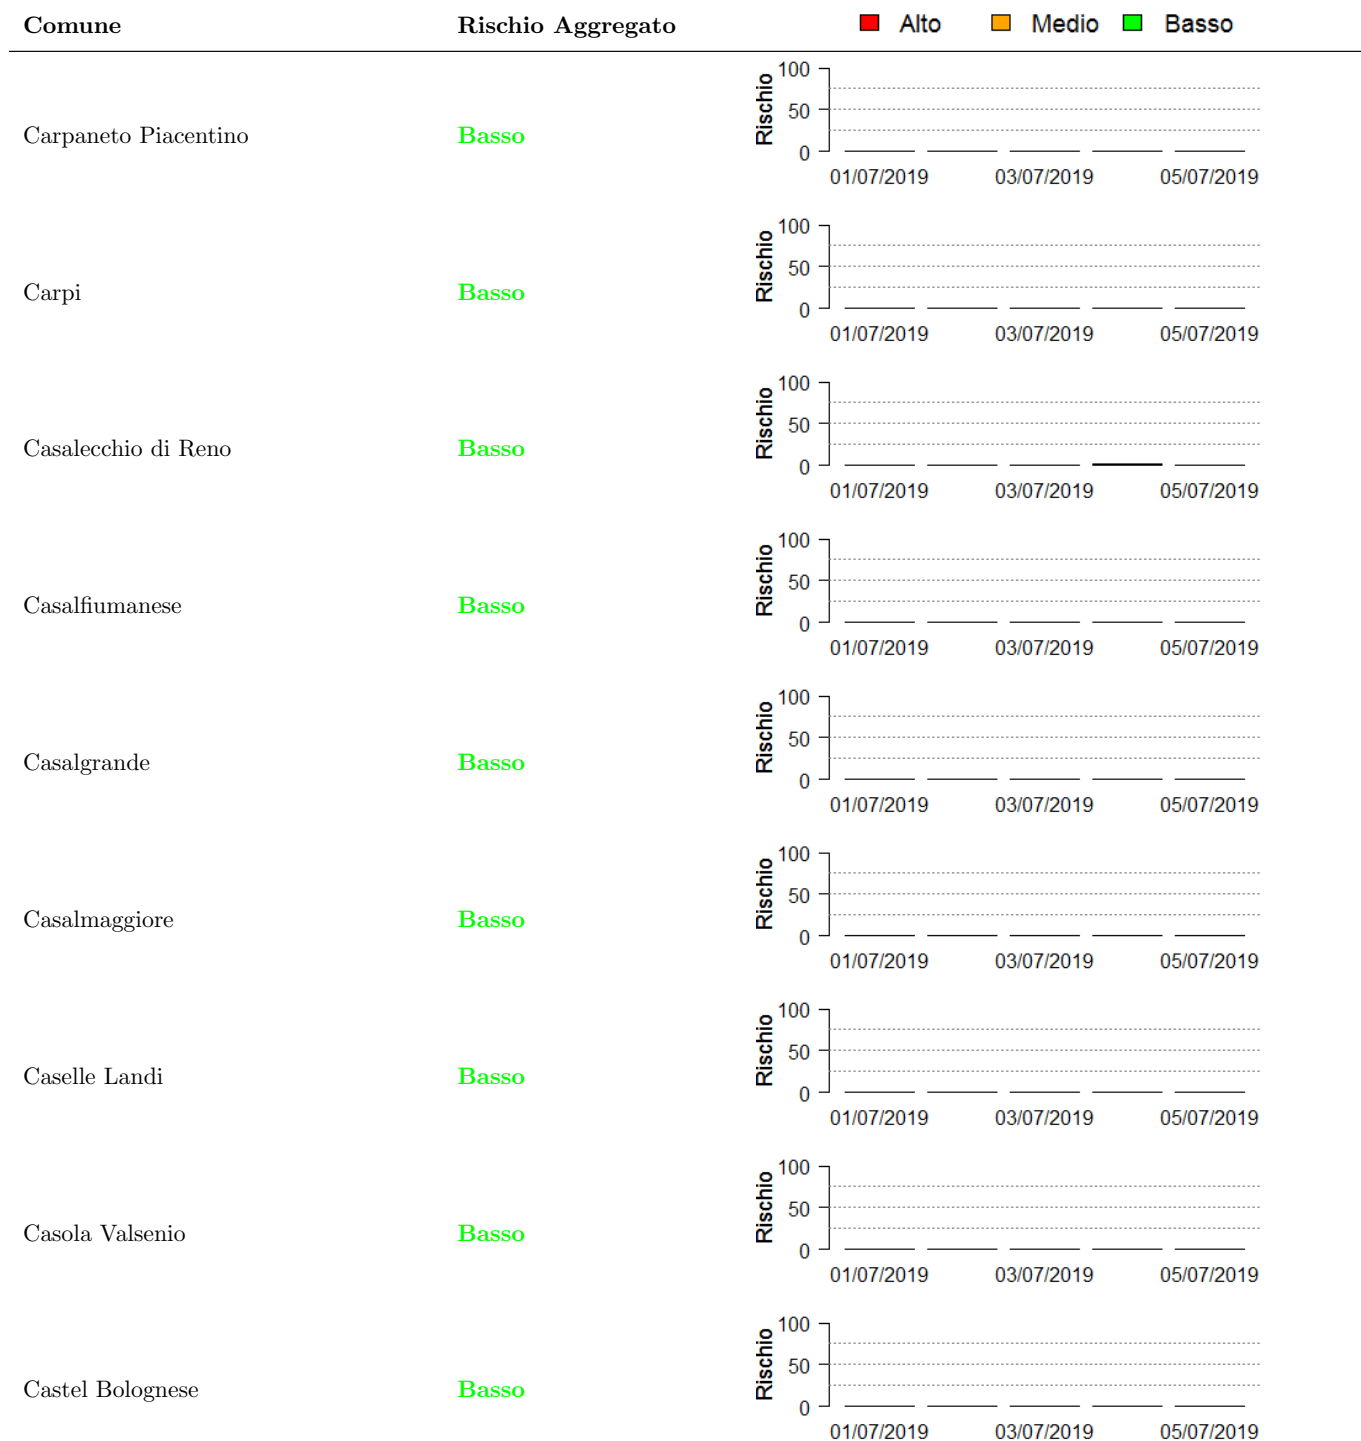 Comune Rischio Aggregato Alto Medio Basso
100
50
0
Rischio
Carpaneto Piacentino Basso
01/07/2019 03/07/2019 05/07/2019
100
50
0
Rischio
Carpi Basso
01/07/2019 03/07/2019 05/07/2019
100
50
0
Rischio
Casalecchio di Reno Basso
01/07/2019 03/07/2019 05/07/2019
100
50
0
Rischio
Casalfiumanese Basso
01/07/2019 03/07/2019 05/07/2019
100
50
0
Rischio
Casalgrande Basso
01/07/2019 03/07/2019 05/07/2019
100
50
0
Rischio
Casalmaggiore Basso
01/07/2019 03/07/2019 05/07/2019
100
50
0
Rischio
Caselle Landi Basso
01/07/2019 03/07/2019 05/07/2019
100
50
0
Rischio
Casola Valsenio Basso
01/07/2019 03/07/2019 05/07/2019
100
50
0
Rischio
Castel Bolognese Basso
01/07/2019 03/07/2019 05/07/2019